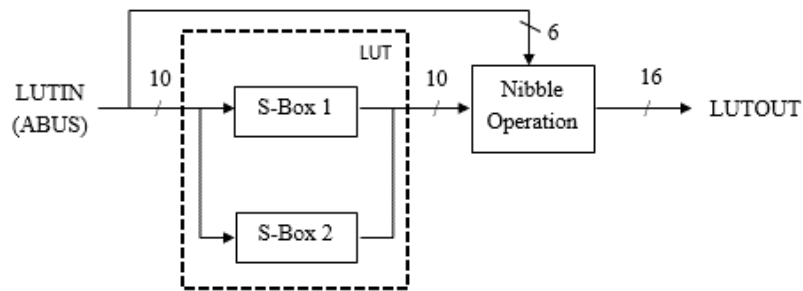 6
LUT
10
10
16
LUTIN
(ABUS)
S-Box 1
Nibble
Operation
LUTOUT
S-Box 2